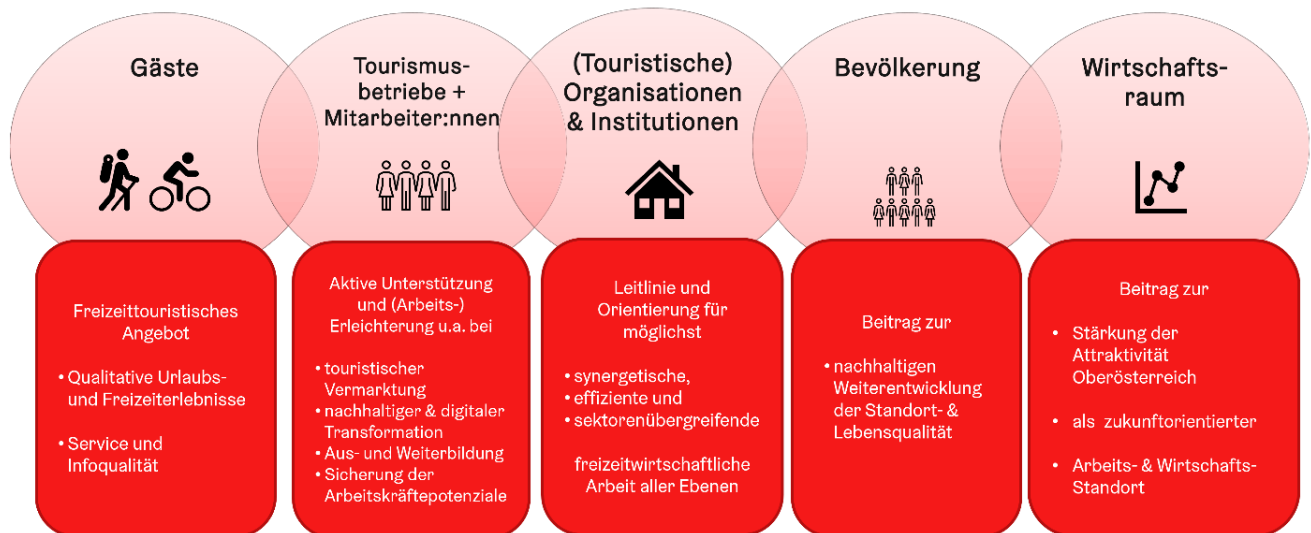 Gäste
Tourismus-
betriebe +
Mitarbeiter:nnen
(Touristische)
Organisationen
& Institutionen
Bevölkerung
Wirtschafts-
raum
Freizeittouristisches
Angebot
• Qualitative Urlaubs-
und Freizeiterlebnisse
• Service und
Infoqualität
Aktive Unterstützung
und (Arbeits-)
Erleichterung u.a. bei
• touristischer
Vermarktung
• nachhaltiger & digitaler
Transformation
• Aus- und Weiterbildung
• Sicherung der
Arbeitskräftepotenziale
Leitlinie und
Orientierung für
möglichst
• synergetische,
• effiziente und
• sektorenübergreifende
freizeitwirtschaftliche
Arbeit aller Ebenen
Beitrag zur
• nachhaltigen
Weiterentwicklung
der Standort- &
Lebensqualität
Beitrag zur
• Stärkung der
Attraktivität
Oberösterreich
• als zukunftorientierter
• Arbeits- & Wirtschafts-
Standort